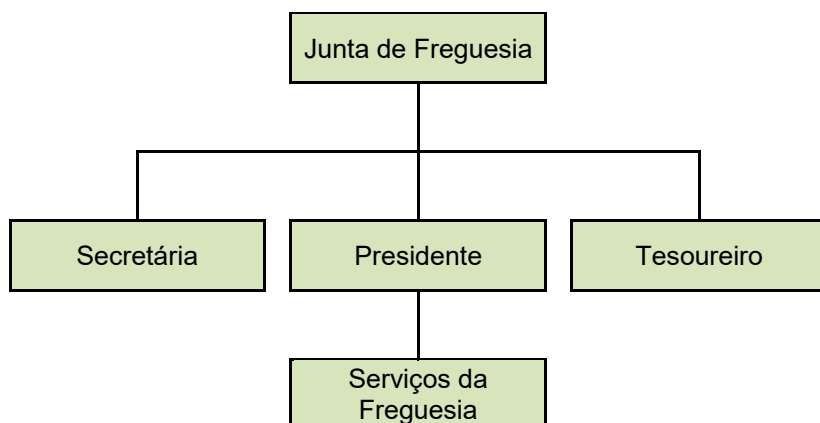 Junta de Freguesia
Secretária
Presidente
Tesoureiro
Serviços da
Freguesia